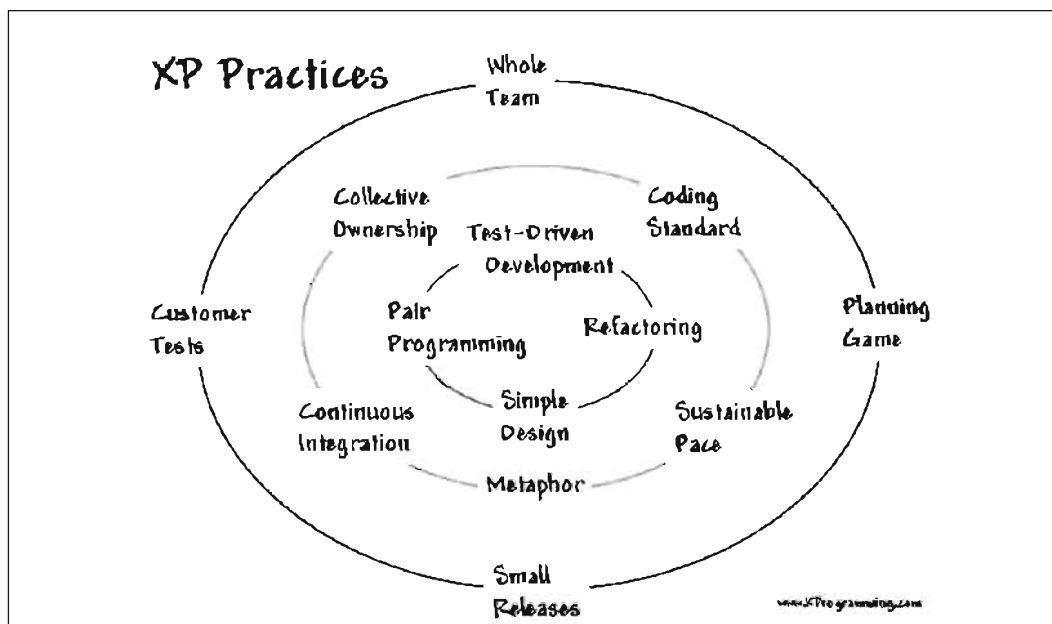 XP Practices
Whole
Team
Collective
Ownership
Coding
Standard
Test-Driven
Development
Customer
Tests
Pair
Programming
Refactoring
Planning
Game
Continuous
Integration
Simple
Design
Sustainable
Pace
Metaphor
Small
Releases
www.XProgramming.com